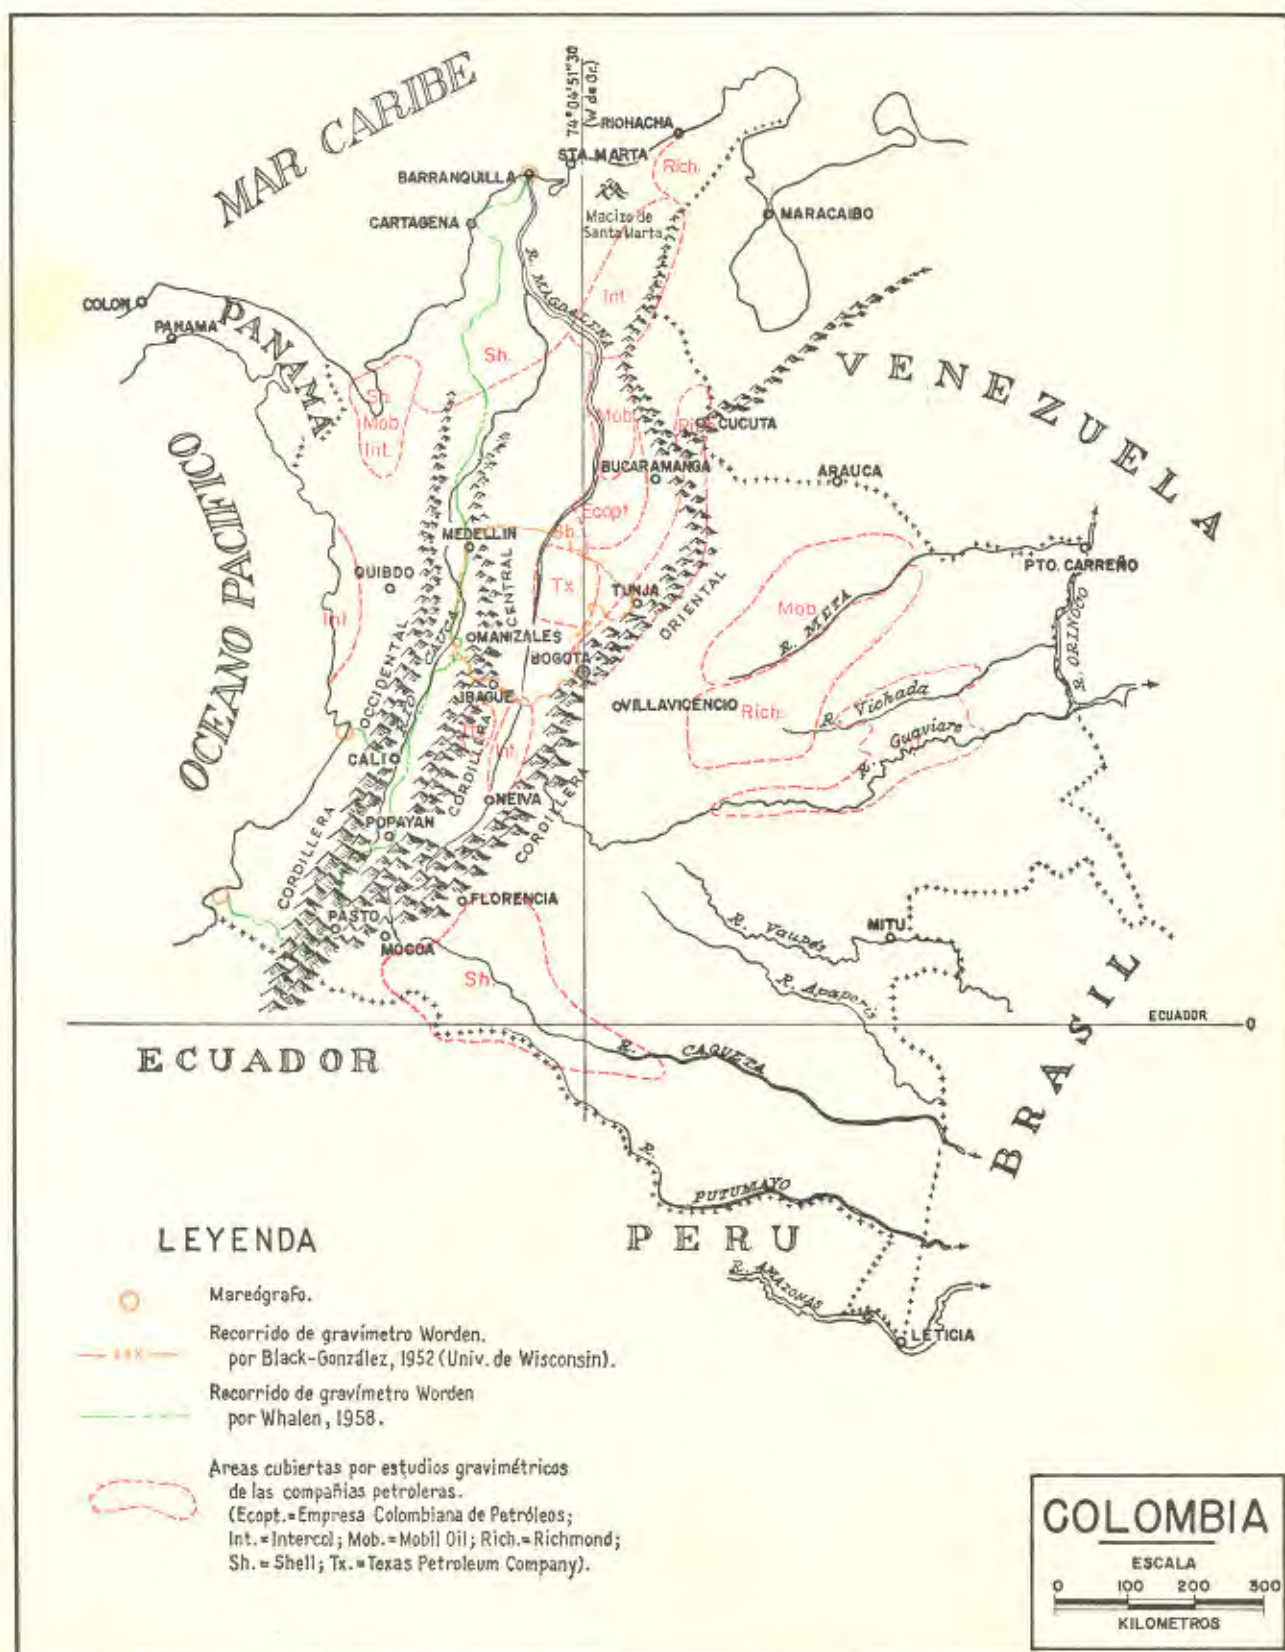 MAR CARIBE
74°04'51"30
(W de Gr.)
RIOHACHA
STA. MARTA
Rich.
BARRANQUILLA
Macizo de
Santa Marta
CARTAGENA
MARACAIBO
R. MAGDALENA
Int.
COLON
PANAMA
PANAMÁ
Sh.
VENEZUELA
Sh.
Mob.
Int.
Mob.
Rich.
CUCUTA
BUCARAMANGA
ARAUCA
OCEANO PACIFICO
Ecopt.
Sh.
MEDELLIN
PTO. CARREÑO
QUIBDO
CENTRAL
Tx.
TUNJA
ORIENTAL
Int.
Mob.
R. META
R. ORINOCO
CAUCA
MANIZALES
BOGOTA
OCCIDENTAL
IBAGUE
VILLAVICENCIO
Rich.
R. Vichada
R. Guaviare
RIO
CORDILLERA
Int.
CALI
NEIVA
CORDILLERA
POPAYAN
CORDILLERA
FLORENCIA
PASTO
MOCOA
R. Vaupés
MITU
Sh.
R. Apaporis
BRASIL
ECUADOR
0
ECUADOR
R. CAQUETA
R. PUTUMAYO
PERU
R. AMAZONAS
LETICIA
LEYENDA
Mareógrafo.
Recorrido de gravímetro Worden.
por Black-González, 1952 (Univ. de Wisconsin).
Recorrido de gravímetro Worden
por Whalen, 1958.
Areas cubiertas por estudios gravimétricos
de las compañias petroleras.
(Ecopt.=Empresa Colombiana de Petróleos;
Int.=Intercol; Mob.=Mobil Oil; Rich.=Richmond;
Sh.=Shell; Tx.=Texas Petroleum Company).
COLOMBIA
ESCALA
0 100 200 300
KILOMETROS